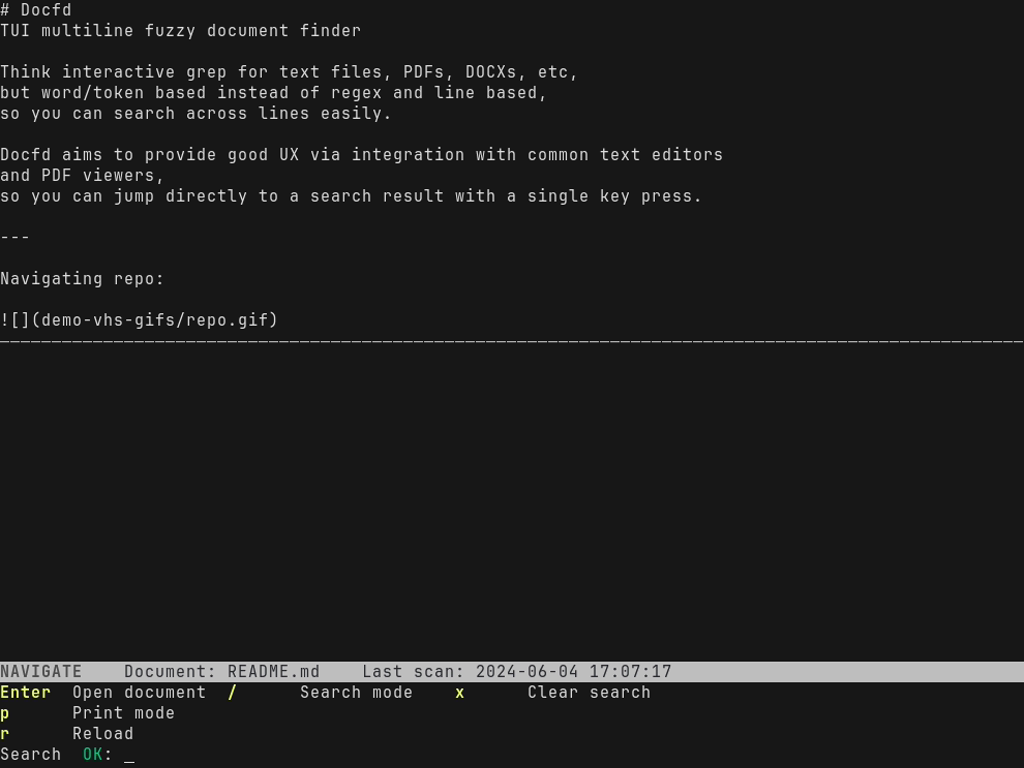 # Docfd
TUI multiline fuzzy document finder
Think interactive grep for text files, PDFs, DOCXs, etc,
but word/token based instead of regex and line based,
so you can search across lines easily.
Docfd aims to provide good UX via integration with common text editors
and PDF viewers,
so you can jump directly to a search result with a single key press.
---
Navigating repo:
![](demo-vhs-gifs/repo.gif)
NAVIGATE    Document: README.md    Last scan: 2024-06-04 17:07:17
Enter  Open document  /      Search mode    x      Clear search
p      Print mode
r      Reload
Search  OK: _